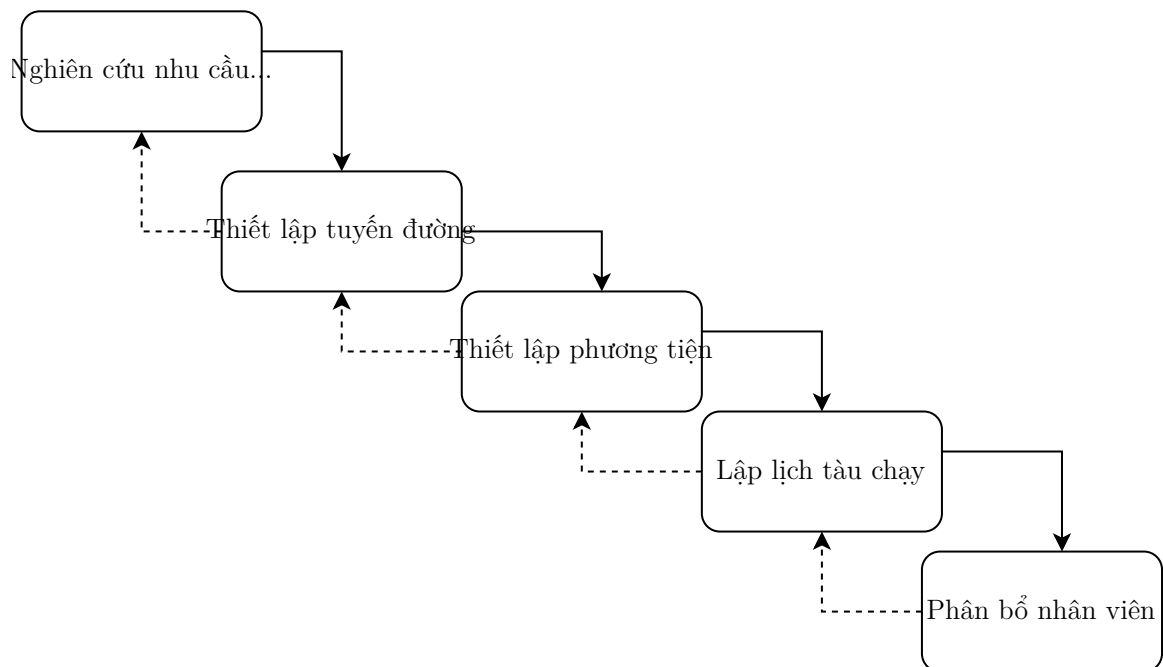 Nghiên cứu nhu cầu...
Thiết lập tuyến đường
Thiết lập phương tiện
Lập lịch tàu chạy
Phân bổ nhân viên